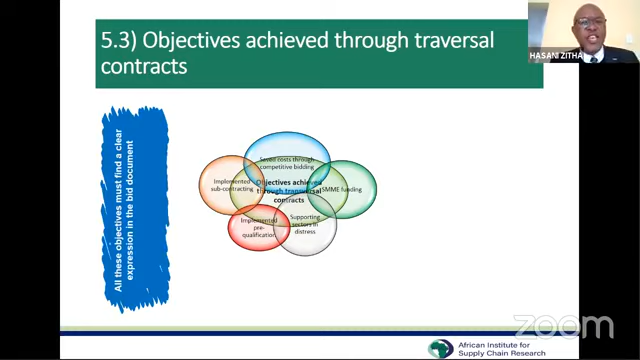 5.3) Objectives achieved through traversal
contracts
HASANI ZITHA
All these objectives must find a clear
expression in the bid document
Saved costs through
competitive bidding
Implemented
sub-contracting
Objectives achieved
through transversal
contracts
SMME funding
Implemented
pre-
qualification
Supporting
sectors in
distress
zoom
African Institute for
Supply Chain Research